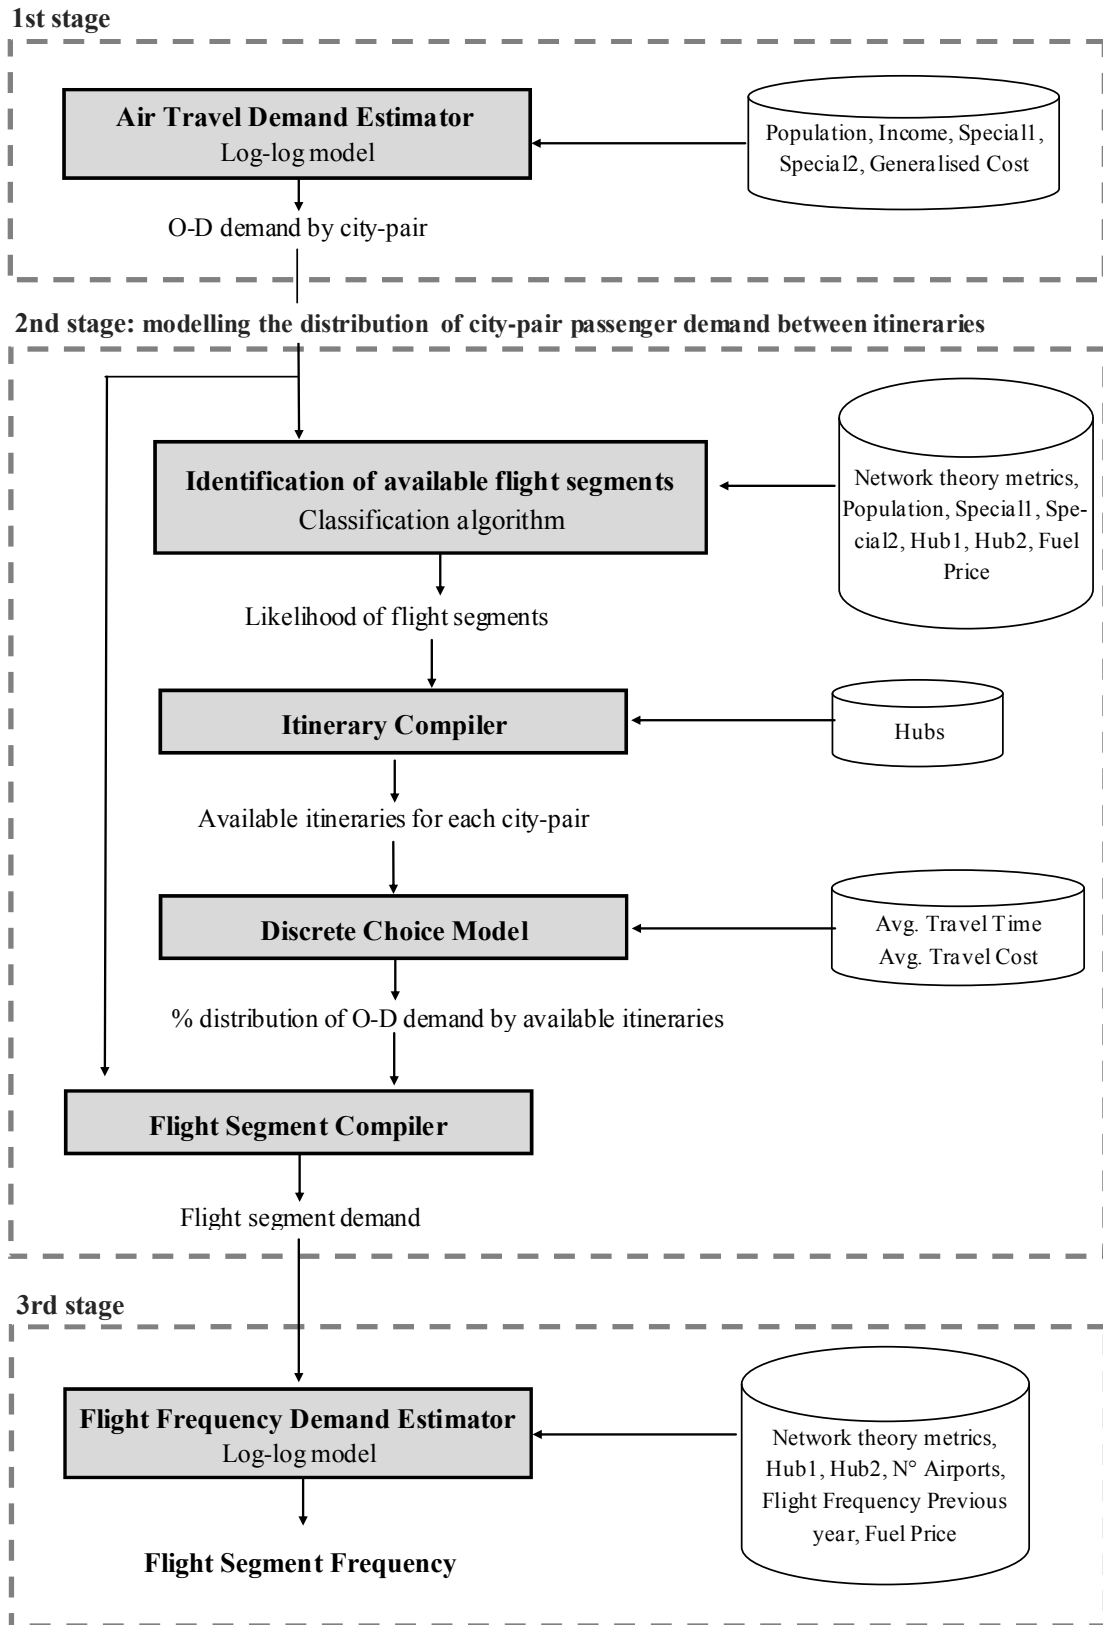 1st stage
Air Travel Demand Estimator
Log-log model
Population, Income, Special1,
Special2, Generalised Cost
O-D demand by city-pair
2nd stage: modelling the distribution of city-pair passenger demand between itineraries
Identification of available flight segments
Classification algorithm
Network theory metrics,
Population, Special1, Spe-
cial2, Hub1, Hub2, Fuel
Price
Likelihood of flight segments
Itinerary Compiler
Hubs
Available itineraries for each city-pair
Discrete Choice Model
Avg. Travel Time
Avg. Travel Cost
% distribution of O-D demand by available itineraries
Flight Segment Compiler
Flight segment demand
3rd stage
Flight Frequency Demand Estimator
Log-log model
Network theory metrics,
Hub1, Hub2, N° Airports,
Flight Frequency Previous
year, Fuel Price
Flight Segment Frequency